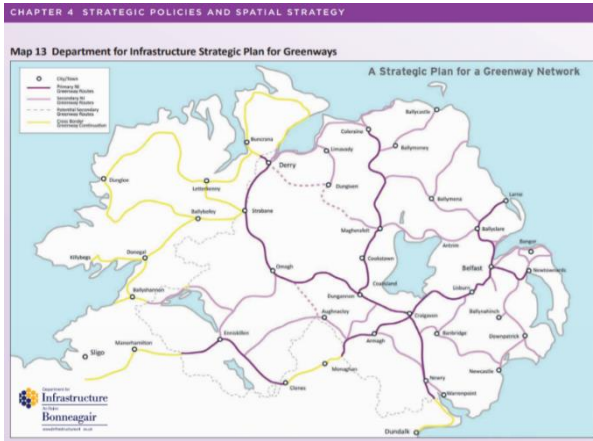 CHAPTER 4 STRATEGIC POLICIES AND SPATIAL STRATEGY
Map 13 Department for Infrastructure Strategic Plan for Greenways
A Strategic Plan for a Greenway Network
City/Town
Primary NI
Greenway Routes
Secondary NI
Greenway Routes
Potential Secondary
Greenway Routes
Cross Border
Greenway Continuation
Ballycastle
Coleraine
Buncrana
Limavady
Ballymoney
Derry
Dungloe
Letterkenny
Dungiven
Ballymena
Larne
Ballybofey
Strabane
Maghera
Ballyclare
Antrim
Bangor
Killybegs
Donegal
Omagh
Cookstown
Belfast
Newtownards
Coalisland
Ballyshannon
Dungannon
Lisburn
Aughnacloy
Craigavon
Ballynahinch
Enniskillen
Armagh
Banbridge
Downpatrick
Sligo
Manorhamilton
Monaghan
Newcastle
Clones
Newry
Warrenpoint
Dundalk
Department for
Infrastructure
Bonneagair